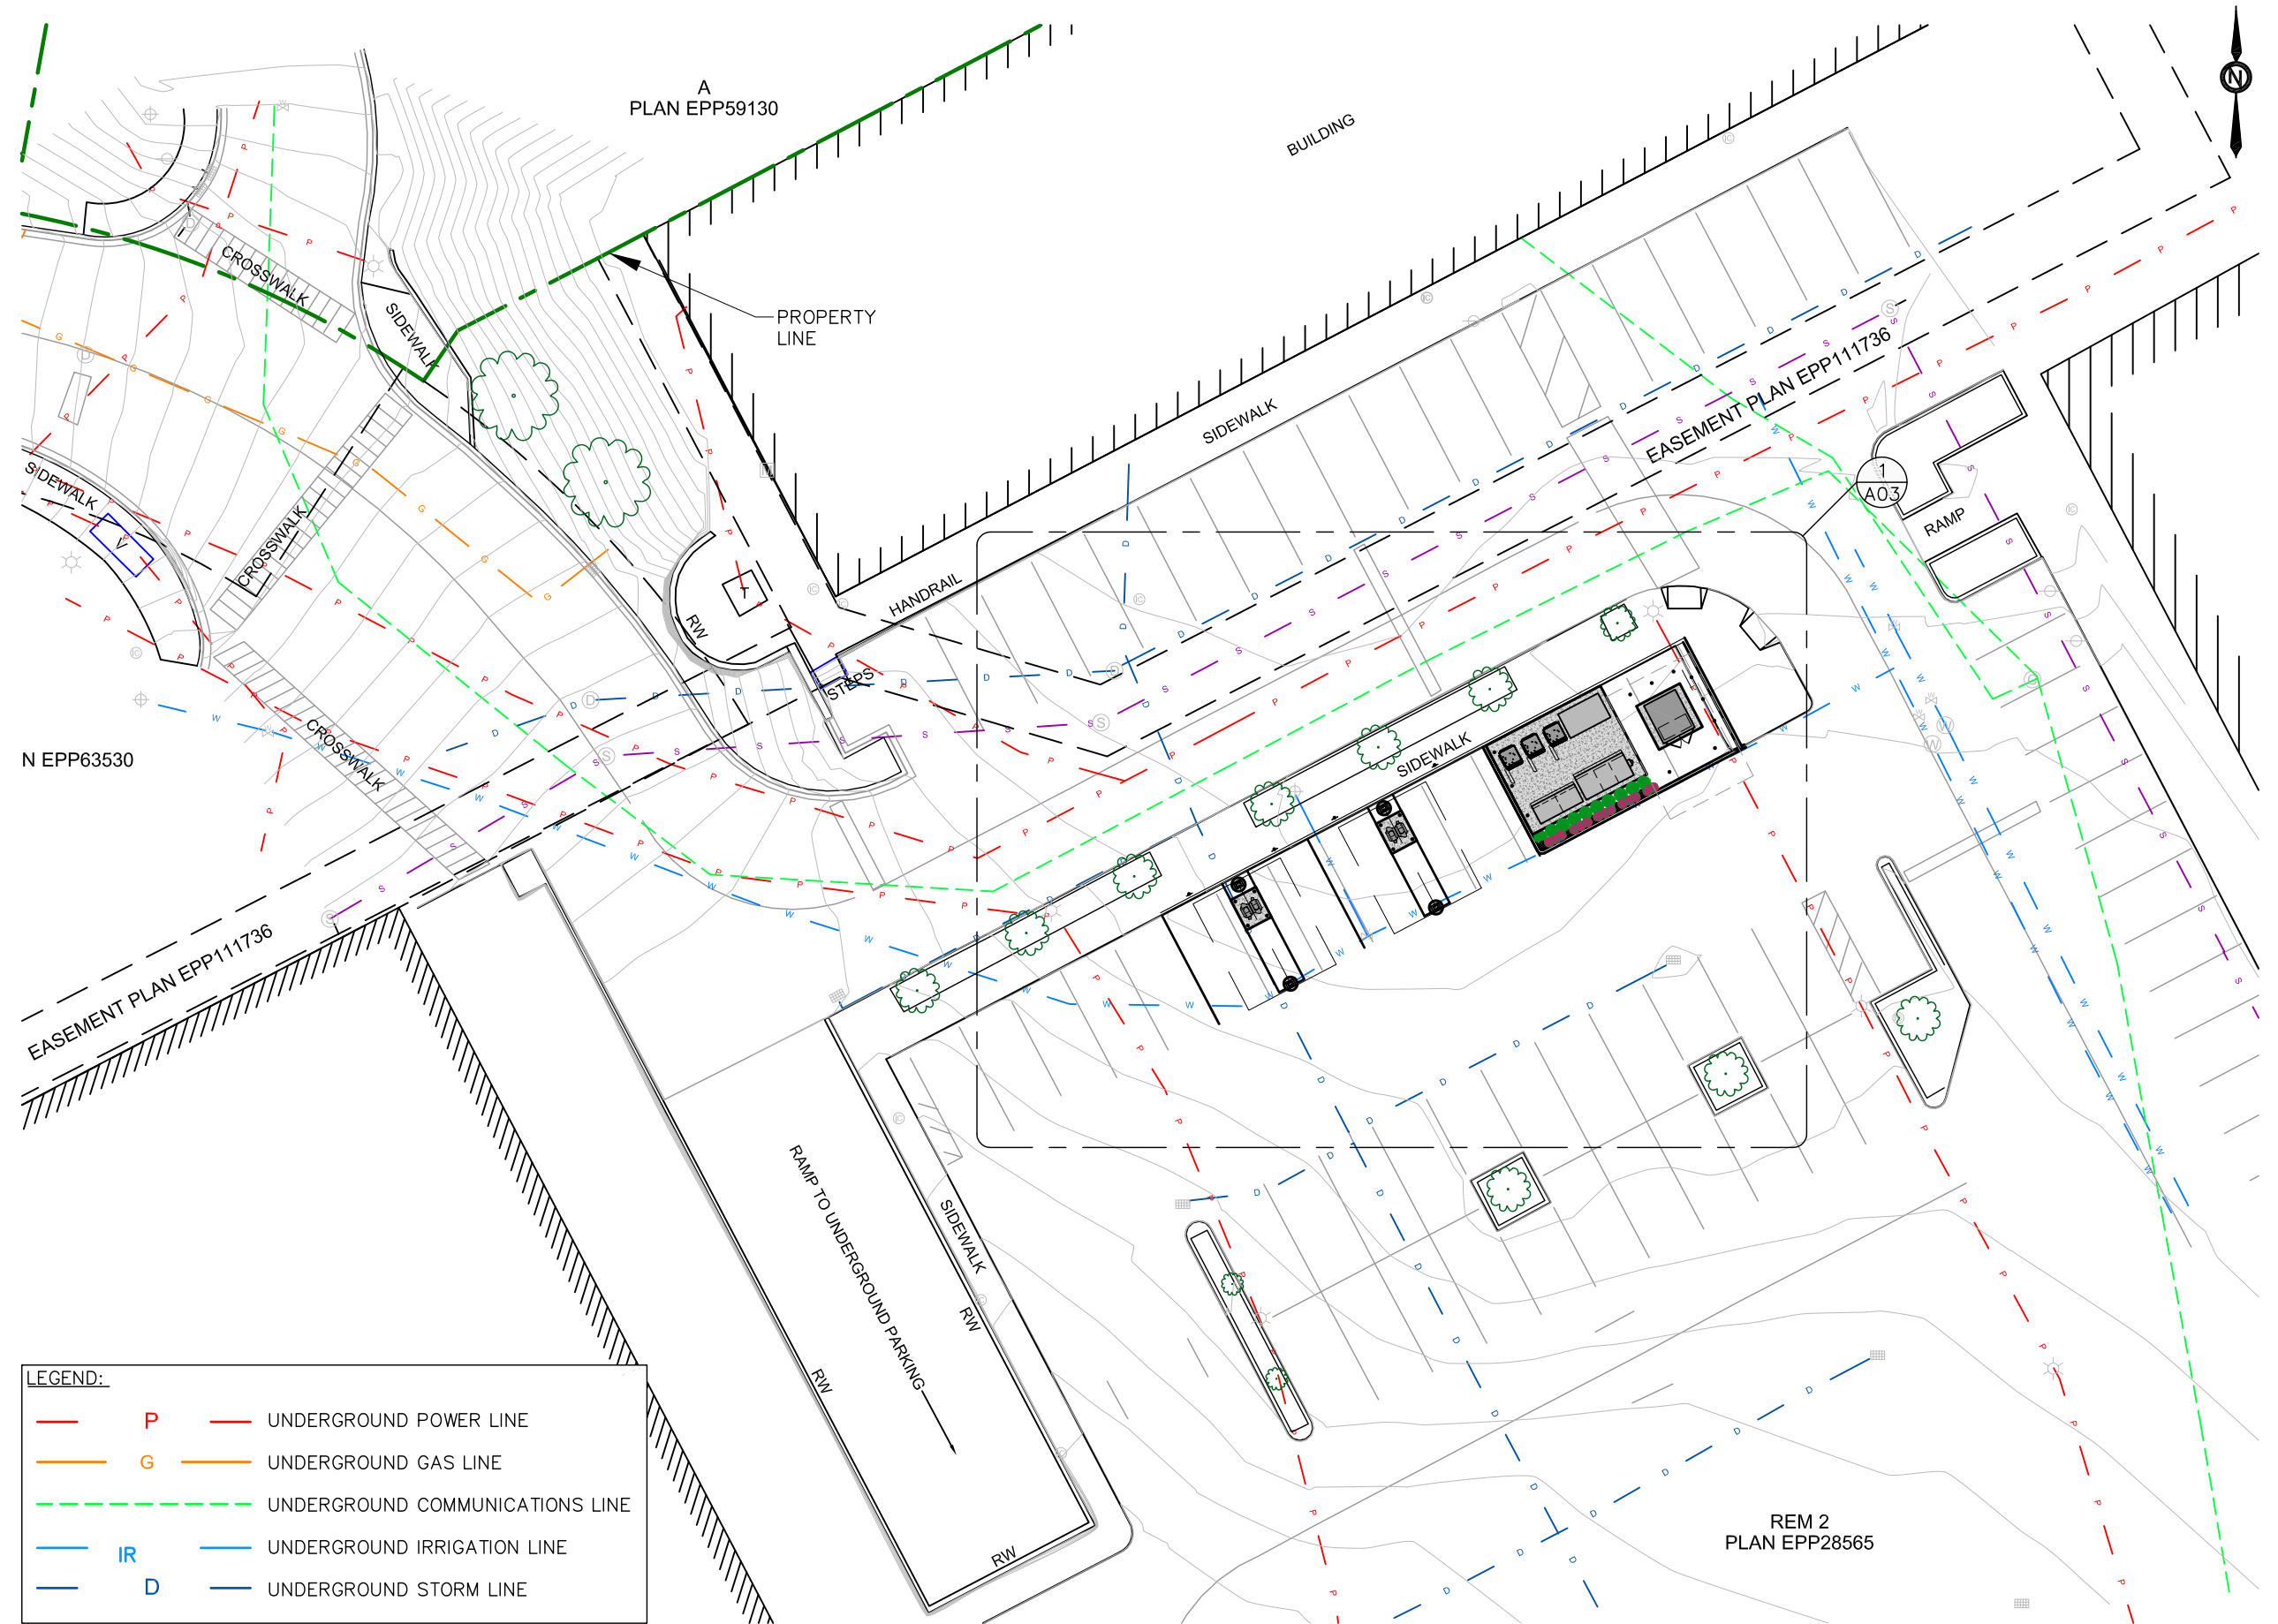 A
PLAN EPP59130
BUILDING
N
CROSSWALK
SIDEWALK
PROPERTY
LINE
SIDEWALK
EASEMENT PLAN EPP111736
1
A03
RAMP
SIDEWALK
V
CROSSWALK
HANDRAIL
T
RW
STEPS
CROSSWALK
SIDEWALK
N EPP63530
EASEMENT PLAN EPP111736
RAMP TO UNDERGROUND PARKING
SIDEWALK
RW
RW
RW
REM 2
PLAN EPP28565
LEGEND:
P UNDERGROUND POWER LINE
G UNDERGROUND GAS LINE
UNDERGROUND COMMUNICATIONS LINE
IR UNDERGROUND IRRIGATION LINE
D UNDERGROUND STORM LINE